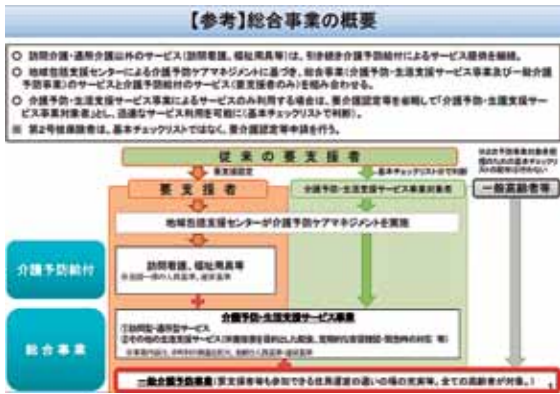 【参考】総合事業の概要
○ 訪問介護・通所介護以外のサービス(訪問看護、福祉用具等)は、引き続き介護予防給付によるサービス提供を継続。
○ 地域包括支援センターによる介護予防ケアマネジメントに基づき、総合事業(介護予防・生活支援サービス事業及び一般介護
予防事業)のサービスと介護予防給付のサービス(要支援者のみ)を組み合わせる。
○ 介護予防・生活支援サービス事業によるサービスのみ利用する場合は、要介護認定等を省略して「介護予防・生活支援サー
ビス事業対象者」とし、迅速なサービス利用を可能に(基本チェックリストで判断)。
※ 第2号被保険者は、基本チェックリストではなく、要介護認定等申請を行う。
従来の要支援者
要支援認定
基本チェックリストで判断
要支援者
介護予防・生活支援サービス事業対象者
一般高齢者等
地域包括支援センターが介護予防ケアマネジメントを実施
介護予防給付
訪問看護、福祉用具等
総合事業
介護予防・生活支援サービス事業
①訪問型・通所型サービス
②その他の生活支援サービス
一般介護予防事業(要支援者等も参加できる住民運営の通いの場の充実等、全ての高齢者が対象。)